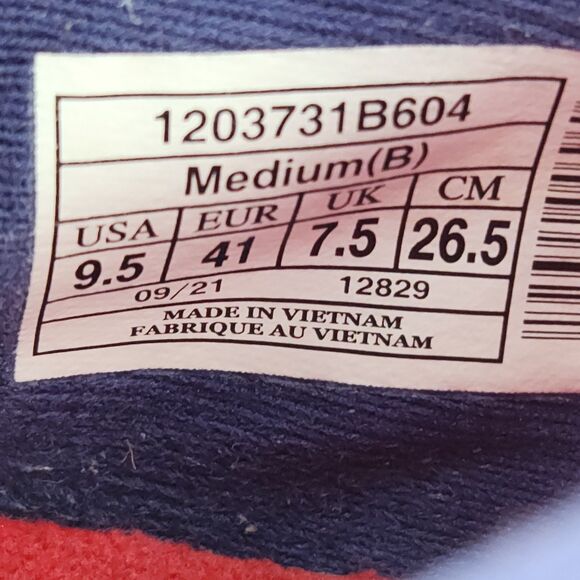 1203731B604
Medium(B)
USA EUR UK CM
9.5 41 7.5 26.5
09/21 12829
MADE IN VIETNAM
FABRIQUE AU VIETNAM